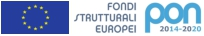 FONDI
STRUTTURALI
EUROPEI
pon
2014-2020